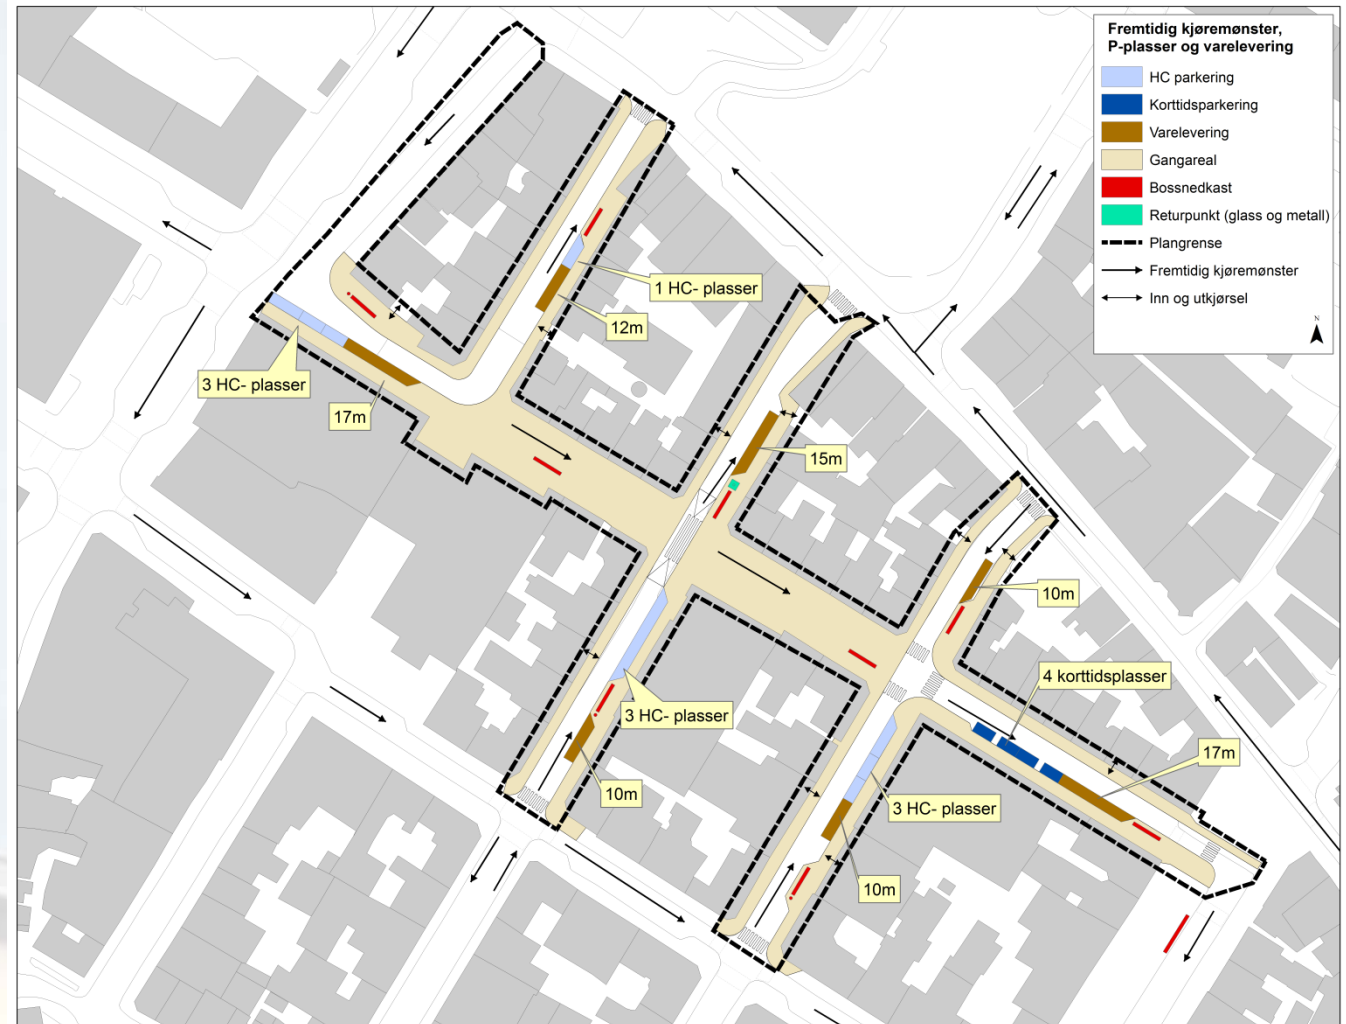 Fremtidig kjøremønster,
P-plasser og varelevering
HC parkering
Korttidsparkering
Varelevering
Gangareal
Bossnedkast
Returpunkt (glass og metall)
Plangrense
Fremtidig kjøremønster
Inn og utkjørsel
N
1 HC- plasser
12m
3 HC- plasser
17m
15m
10m
4 korttidsplasser
3 HC- plasser
17m
10m
3 HC- plasser
10m